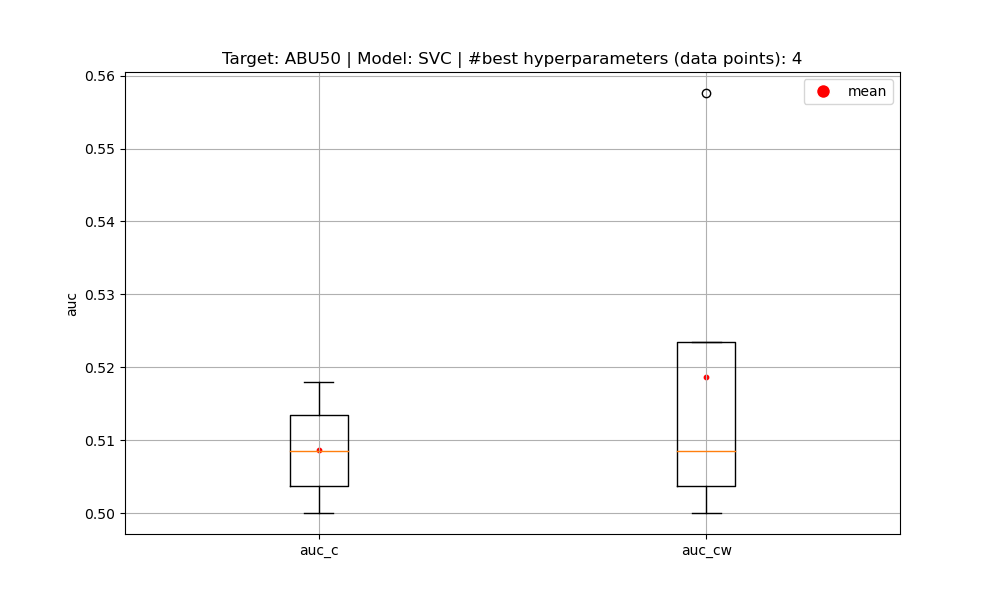 Target: ABU50 | Model: SVC | #best hyperparameters (data points): 4
mean
auc
0.56
0.55
0.54
0.53
0.52
0.51
0.50
auc_c
auc_cw